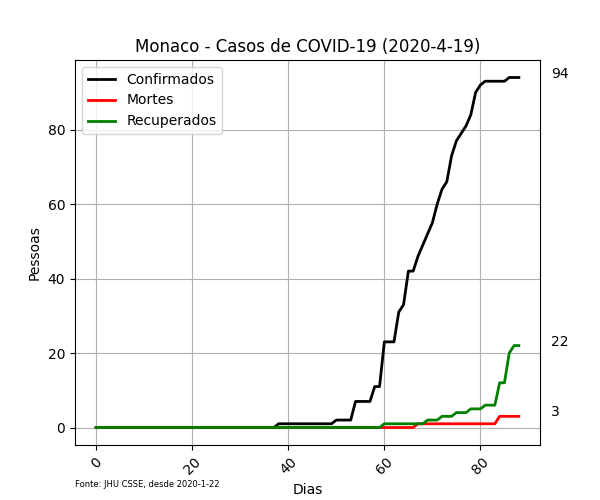 Monaco - Casos de COVID-19 (2020-4-19)
Confirmados
Mortes
Recuperados
94
22
3
Pessoas
80
60
40
20
0
0
20
40
60
80
Dias
Fonte: JHU CSSE, desde 2020-1-22